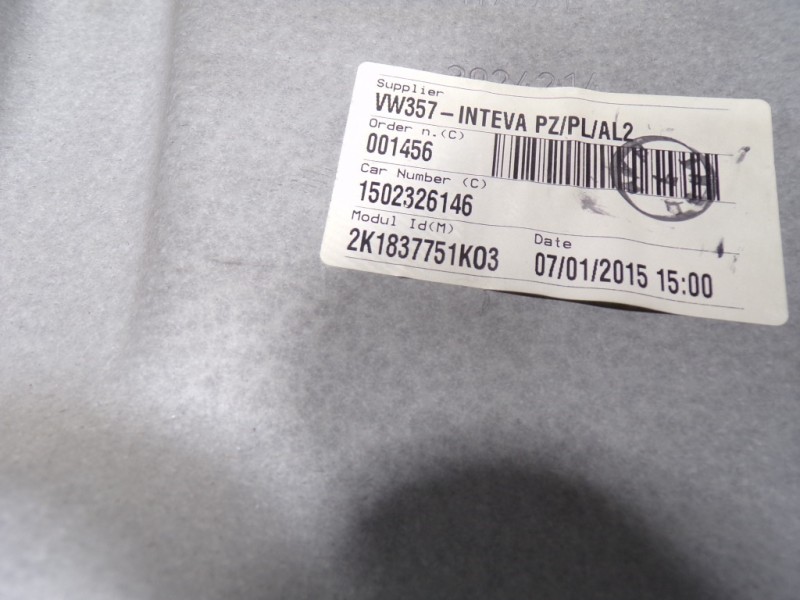 Supplier
VW357-INTEVA PZ/PL/AL2
Order n.(C)
001456
Car Number (C)
1502326146
Modul Id(M)
2K1837751K03
Date
07/01/2015 15:00